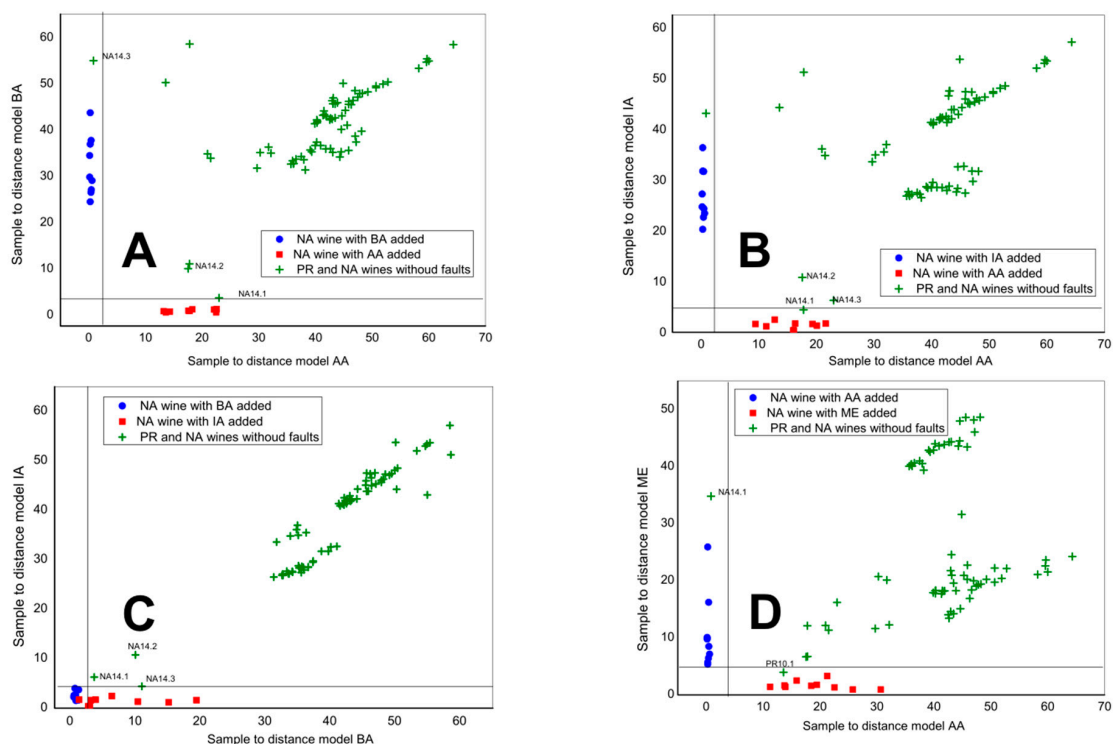 60
50
40
30
20
10
0
Sample to distance model BA
NA14.3
A
NA wine with BA added
NA wine with AA added
PR and NA wines withoud faults
NA14.2
NA14.1
0 10 20 30 40 50 60 70
Sample to distance model AA
60
50
40
30
20
10
0
Sample to distance model IA
B
NA wine with IA added
NA wine with AA added
PR and NA wines withoud faults
NA14.2
NA14.1
NA14.3
0 10 20 30 40 50 60 70
Sample to distance model AA
60
50
40
30
20
10
0
Sample to distance model IA
NA wine with BA added
NA wine with IA added
PR and NA wines withoud faults
C
NA14.2
NA14.1
NA14.3
0 10 20 30 40 50 60
Sample to distance model BA
50
40
30
20
10
0
Sample to distance model ME
NA wine with AA added
NA wine with ME added
PR and NA wines withoud faults
NA14.1
D
PR10.1
0 10 20 30 40 50 60 70
Sample to distance model AA